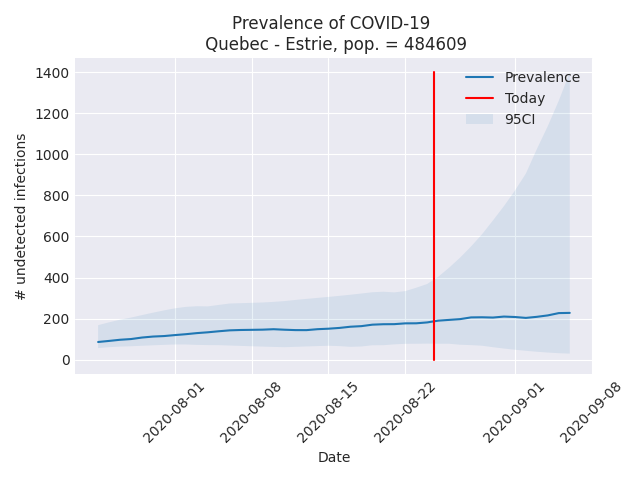 Prevalence of COVID-19
Quebec - Estrie, pop. = 484609
# undetected infections
1400
1200
1000
800
600
400
200
0
Prevalence
Today
95CI
2020-08-01
2020-08-08
2020-08-15
2020-08-22
2020-09-01
2020-09-08
Date